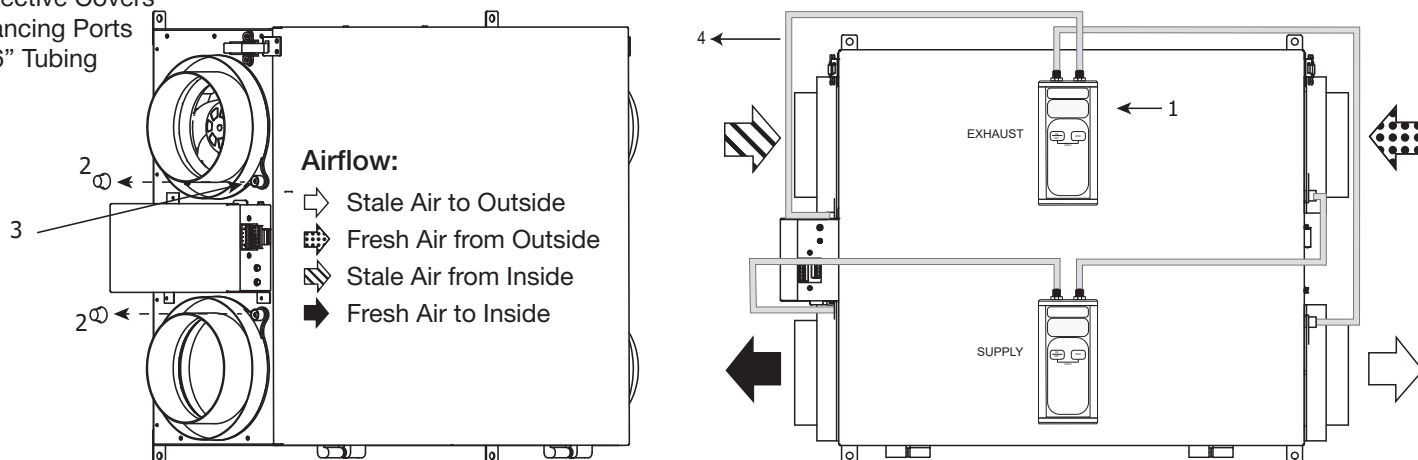 ancing Ports
6” Tubing
2
3
2
Airflow:
Stale Air to Outside
Fresh Air from Outside
Stale Air from Inside
Fresh Air to Inside
4
1
EXHAUST
SUPPLY